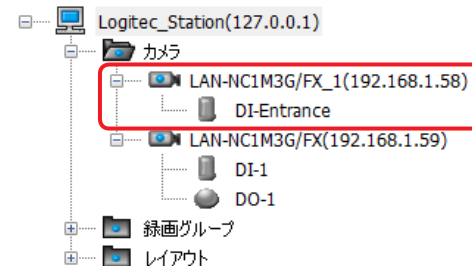 Logitec_Station(127.0.0.1)
カメラ
LAN-NC1M3G/FX_1(192.168.1.58)
DI-Entrance
LAN-NC1M3G/FX(192.168.1.59)
DI-1
DO-1
録画グループ
レイアウト